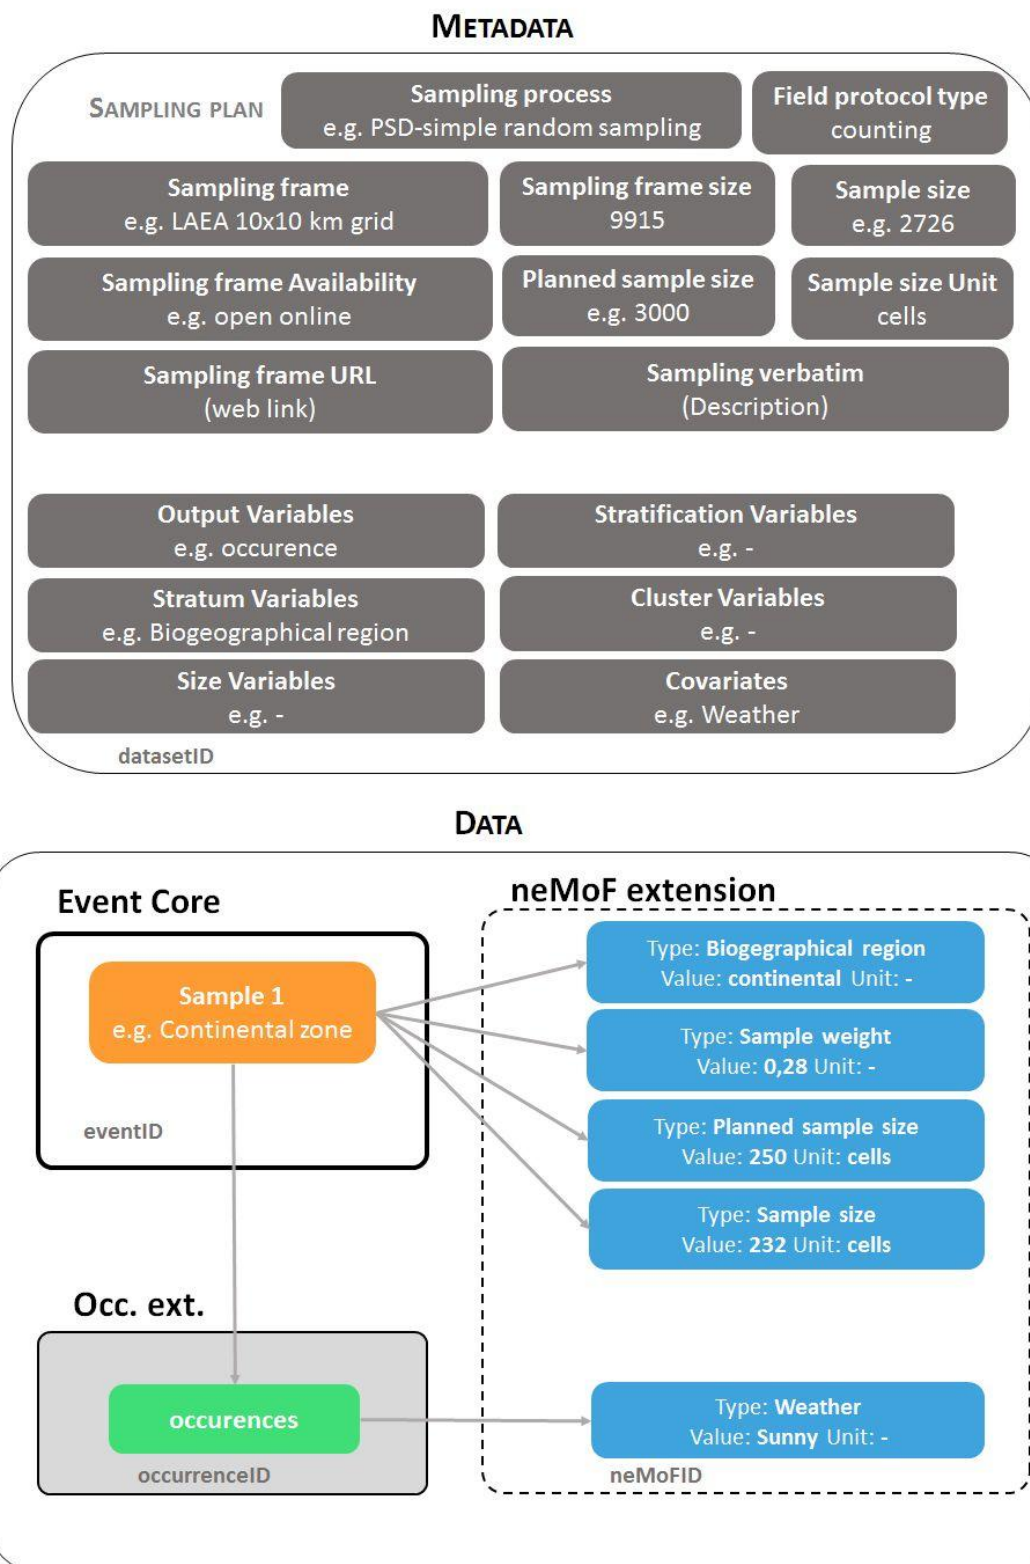 METADATA
SAMPLING PLAN
Sampling process
e.g. PSD-simple random sampling
Field protocol type
counting
Sampling frame
e.g. LAEA 10x10 km grid
Sampling frame size
9915
Sample size
e.g. 2726
Sampling frame Availability
e.g. open online
Planned sample size
e.g. 3000
Sample size Unit
cells
Sampling frame URL
(web link)
Sampling verbatim
(Description)
Output Variables
e.g. occurence
Stratification Variables
e.g. -
Stratum Variables
e.g. Biogeographical region
Cluster Variables
e.g. -
Size Variables
e.g. -
Covariates
e.g. Weather
datasetID
DATA
Event Core
Sample 1
e.g. Continental zone
eventID
neMoF extension
Type: Biogegraphical region
Value: continental Unit: -
Type: Sample weight
Value: 0,28 Unit: -
Type: Planned sample size
Value: 250 Unit: cells
Type: Sample size
Value: 232 Unit: cells
Occ. ext.
occurences
occurrenceID
Type: Weather
Value: Sunny Unit: -
neMoFID